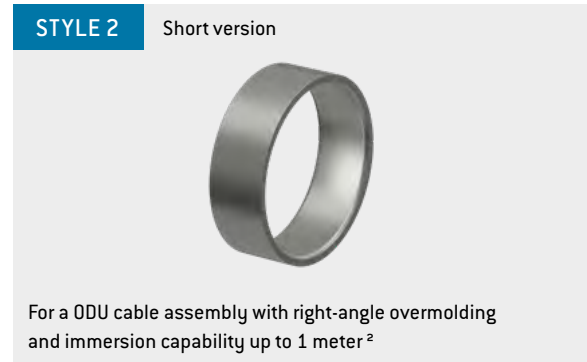 STYLE 2 Short version
For a ODU cable assembly with right-angle overmolding
and immersion capability up to 1 meter ²